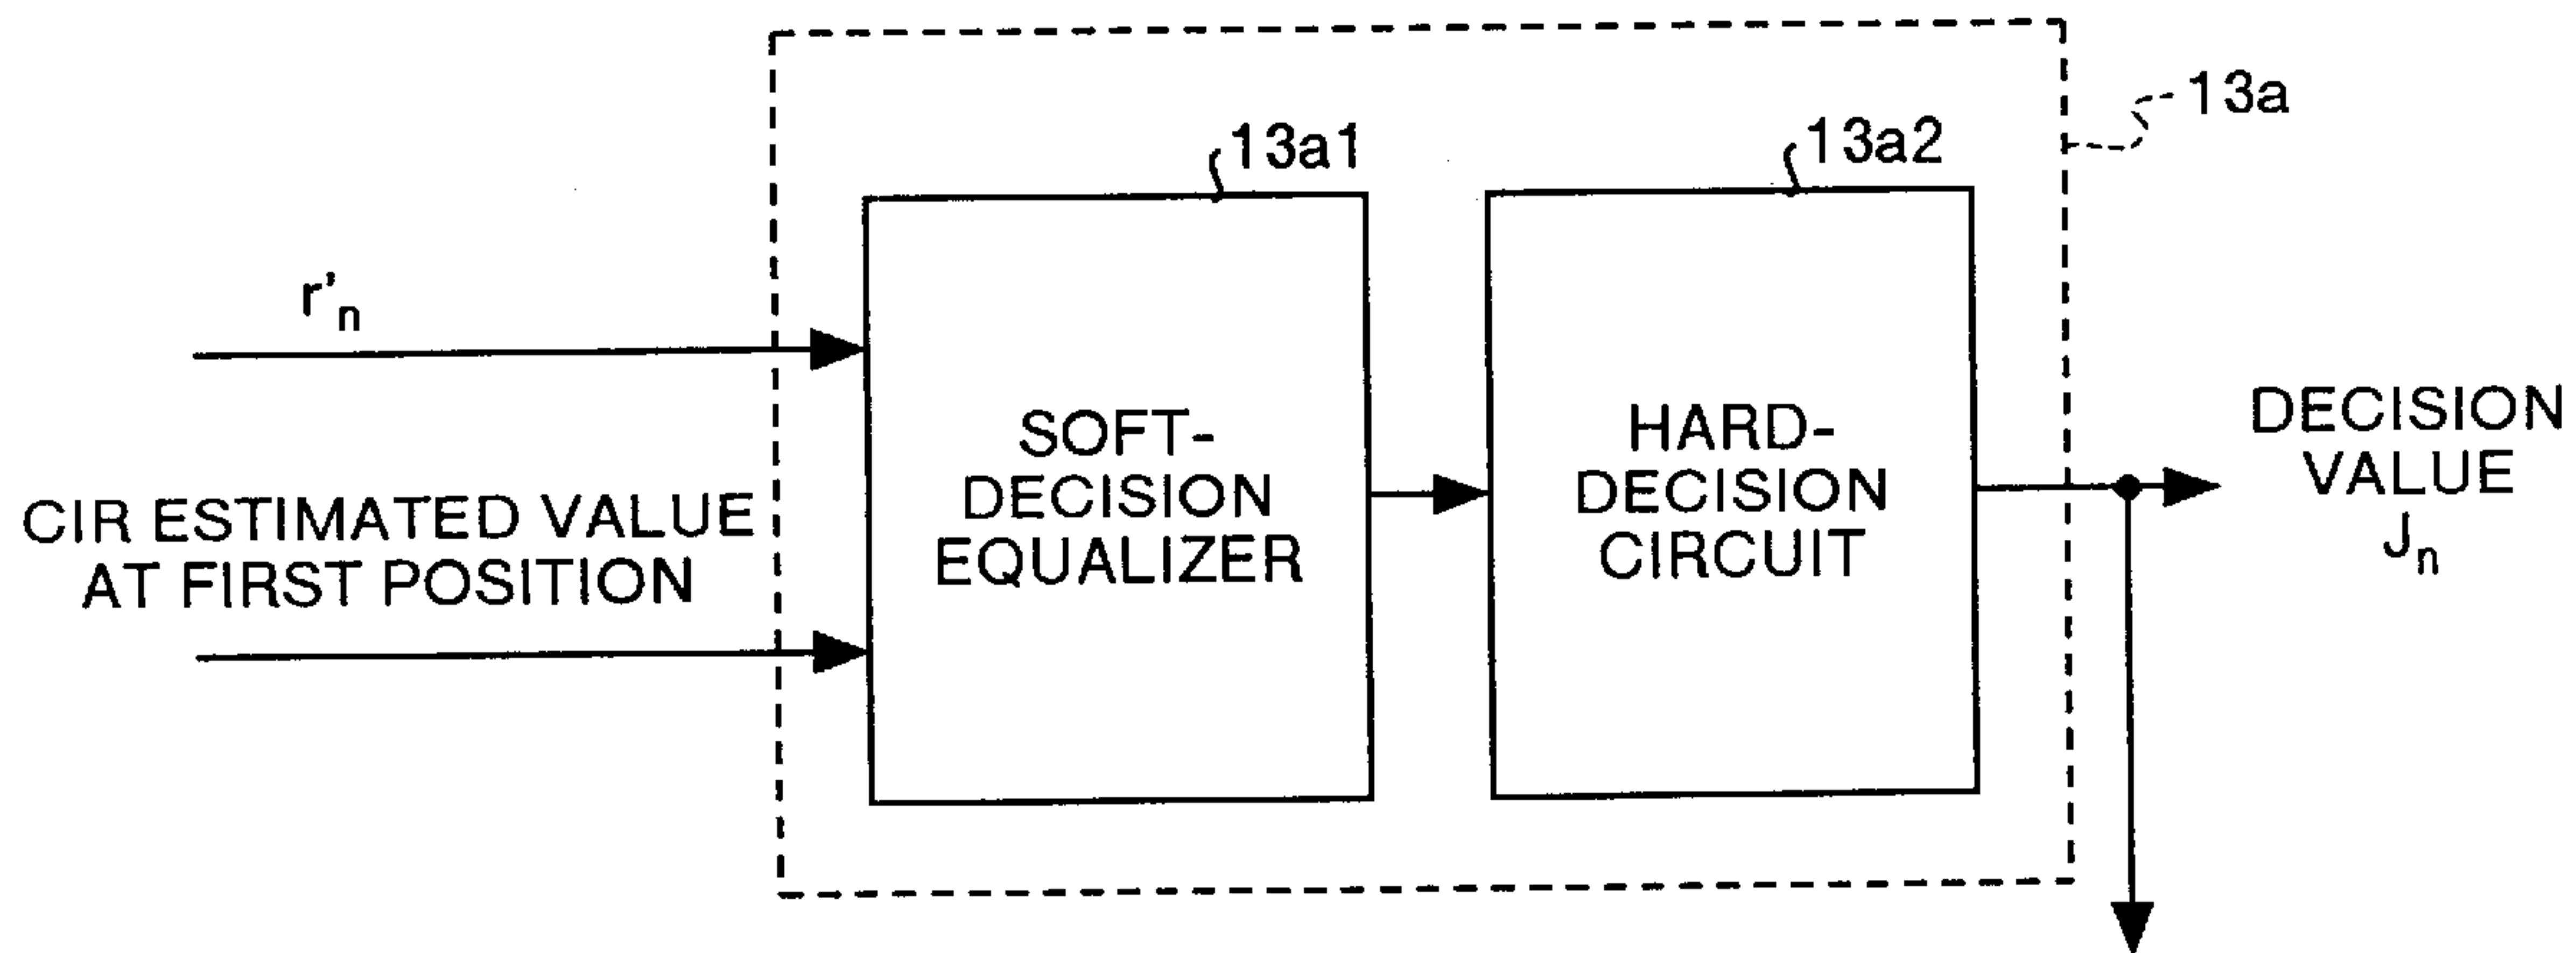 13a
13a1
13a2
r'n
SOFT-
DECISION
EQUALIZER
HARD-
DECISION
CIRCUIT
DECISION
VALUE
Jn
CIR ESTIMATED VALUE
AT FIRST POSITION